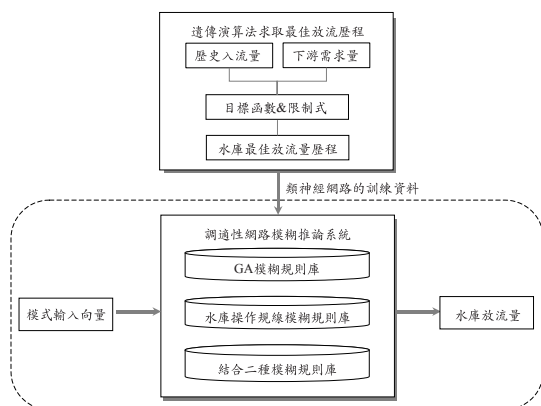 遺傳演算法求取最佳放流歷程
歷史入流量
下游需求量
目標函數&限制式
水庫最佳放流量歷程
類神經網路的訓練資料
調適性網路模糊推論系統
GA模糊規則庫
模式輸入向量
水庫操作規線模糊規則庫
水庫放流量
結合二種模糊規則庫